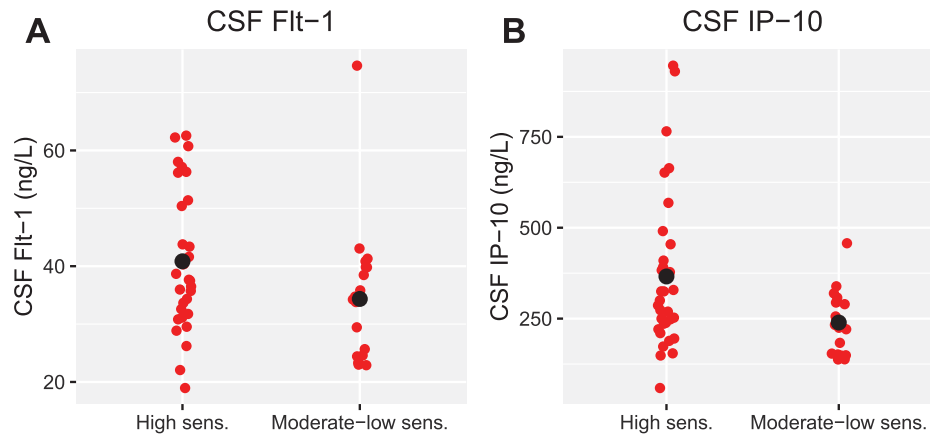 A
CSF Flt−1
CSF Flt−1 (ng/L)
60
40
20
High sens.
Moderate−low sens.
B
CSF IP−10
CSF IP−10 (ng/L)
750
500
250
High sens.
Moderate−low sens.